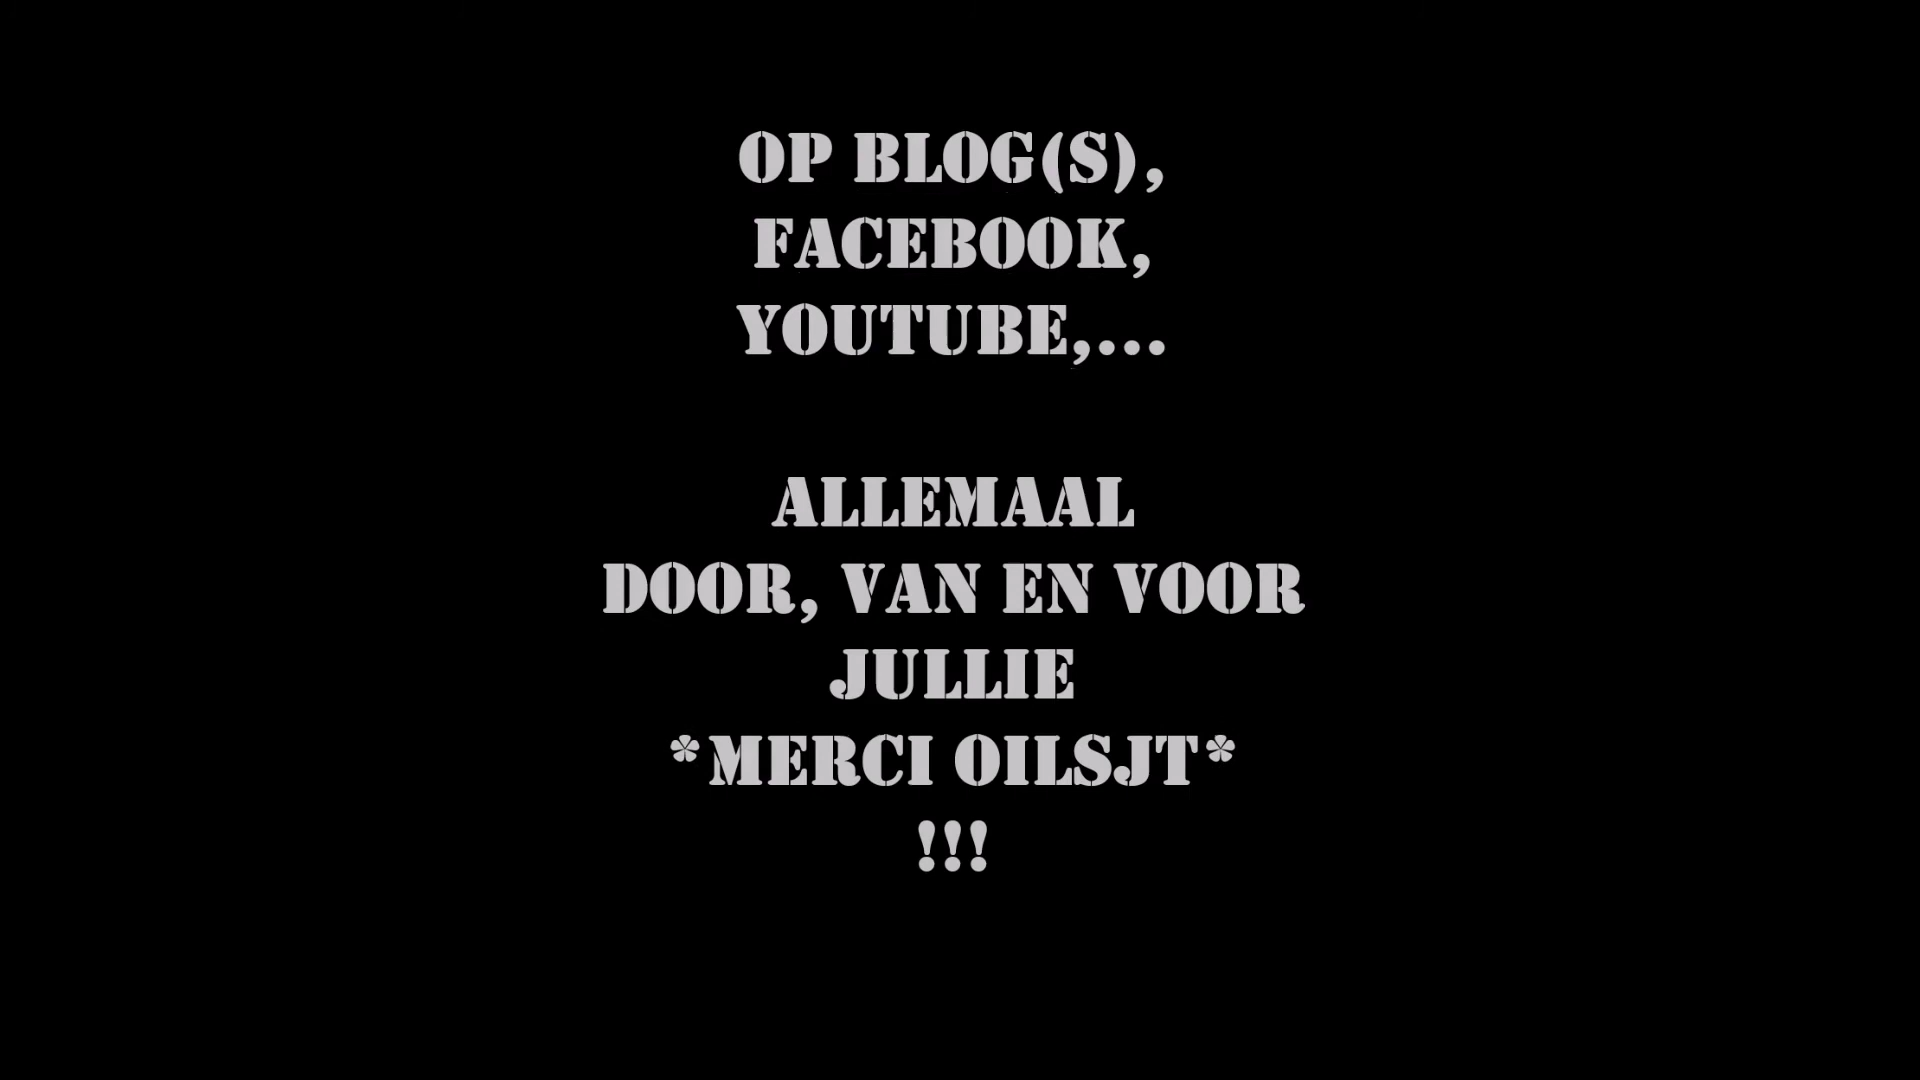 OP BLOG(S),
FACEBOOK,
YOUTUBE,...
ALLEMAAL
DOOR, VAN EN VOOR
JULLIE
*MERCI OILSJT*
!!!